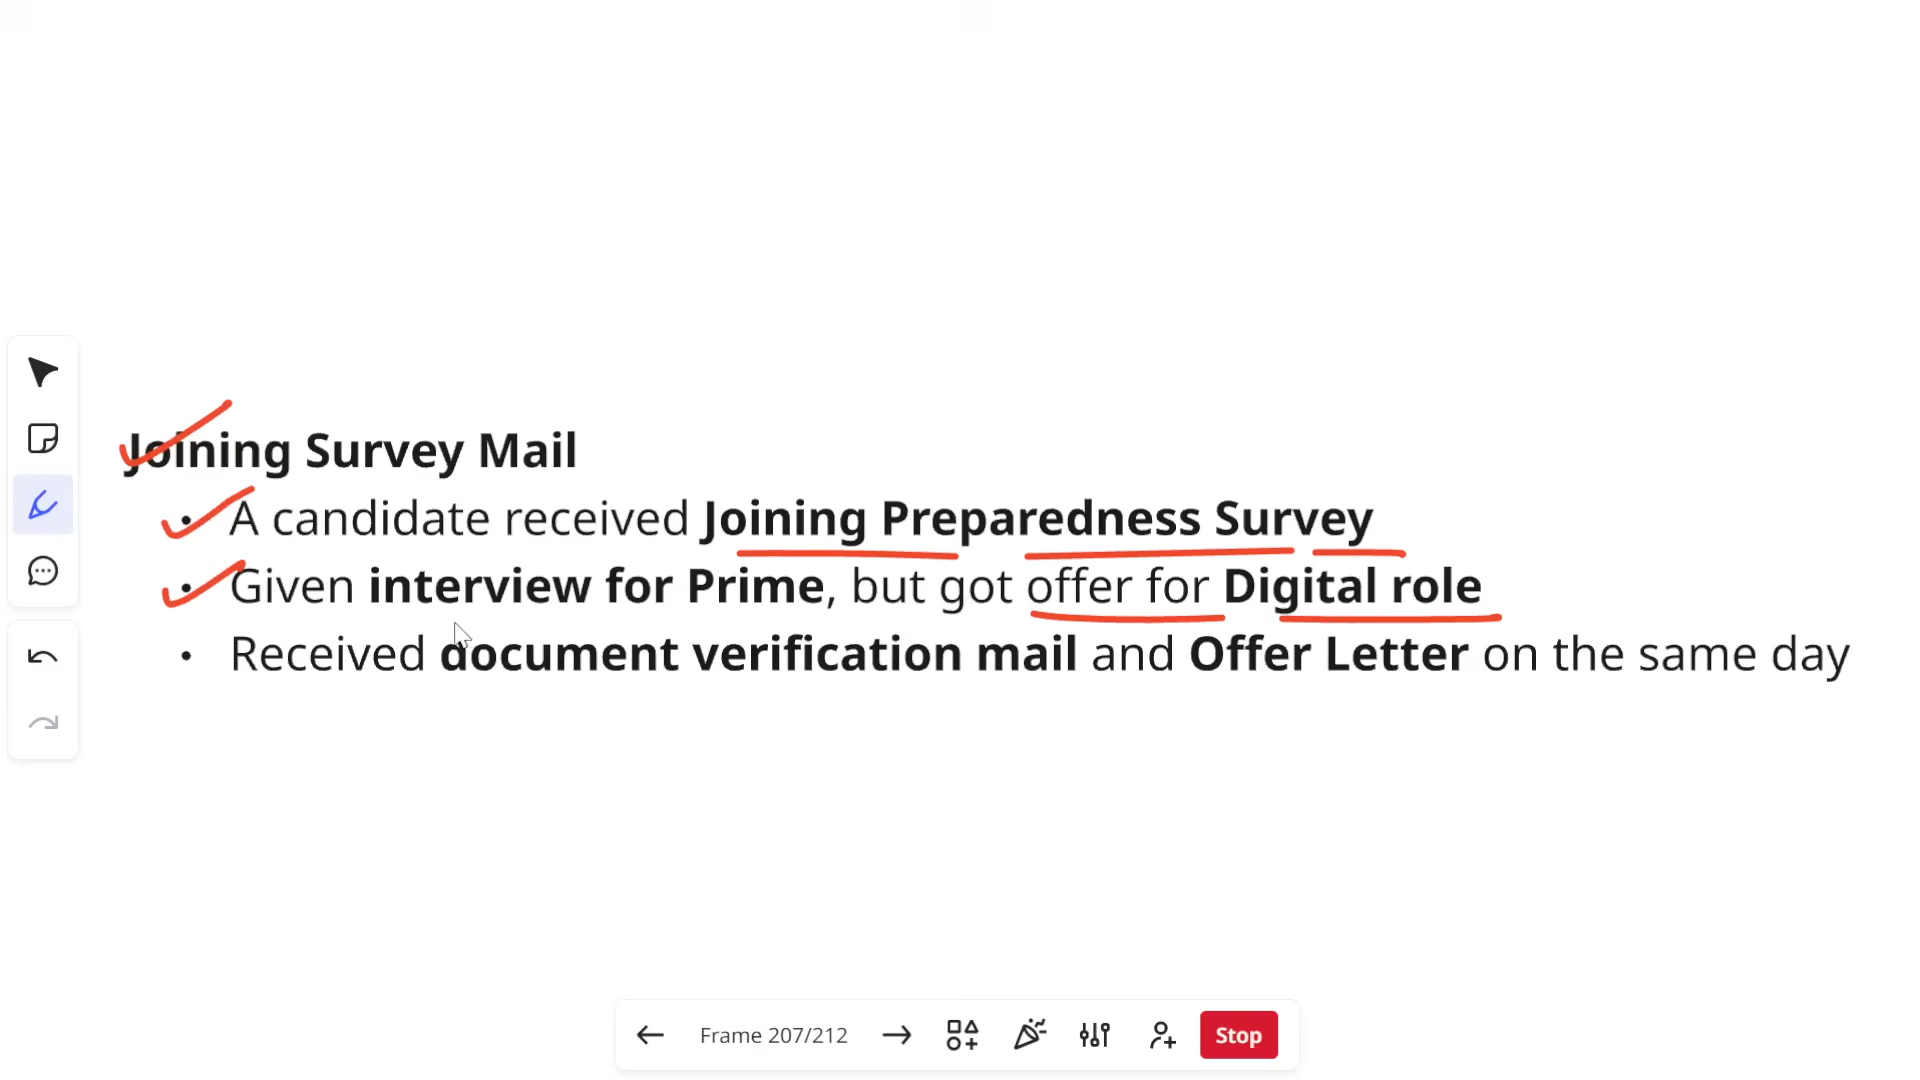 Joining Survey Mail
• A candidate received Joining Preparedness Survey
• Given interview for Prime, but got offer for Digital role
• Received document verification mail and Offer Letter on the same day
Frame 207/212
Stop